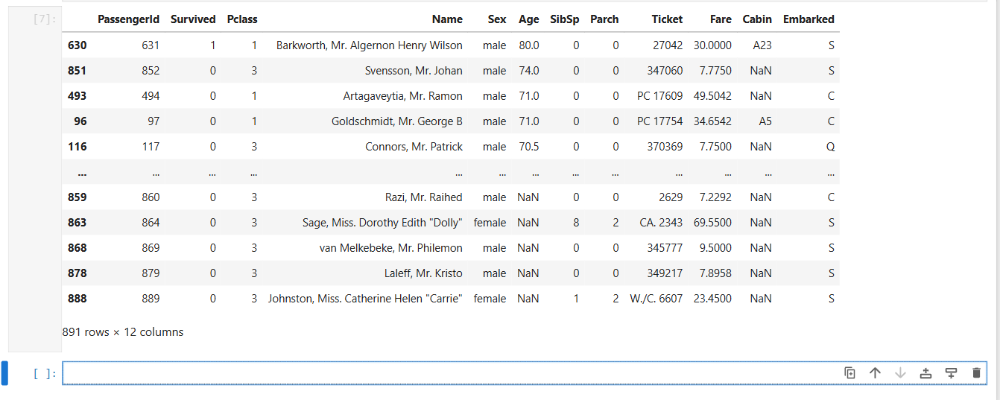 [7]:
PassengerId Survived Pclass Name Sex Age SibSp Parch Ticket Fare Cabin Embarked
630 631 1 1 Barkworth, Mr. Algernon Henry Wilson male 80.0 0 0 27042 30.0000 A23 S
851 852 0 3 Svensson, Mr. Johan male 74.0 0 0 347060 7.7750 NaN S
493 494 0 1 Artagaveytia, Mr. Ramon male 71.0 0 0 PC 17609 49.5042 NaN C
96 97 0 1 Goldschmidt, Mr. George B male 71.0 0 0 PC 17754 34.6542 A5 C
116 117 0 3 Connors, Mr. Patrick male 70.5 0 0 370369 7.7500 NaN Q
... ... ... ... ... ... ... ... ... ... ... ... ...
859 860 0 3 Razi, Mr. Raihed male NaN 0 0 2629 7.2292 NaN C
863 864 0 3 Sage, Miss. Dorothy Edith "Dolly" female NaN 8 2 CA. 2343 69.5500 NaN S
868 869 0 3 van Melkebeke, Mr. Philemon male NaN 0 0 345777 9.5000 NaN S
878 879 0 3 Laleff, Mr. Kristo male NaN 0 0 349217 7.8958 NaN S
888 889 0 3 Johnston, Miss. Catherine Helen "Carrie" female NaN 1 2 W./C. 6607 23.4500 NaN S
891 rows × 12 columns
[ ]: